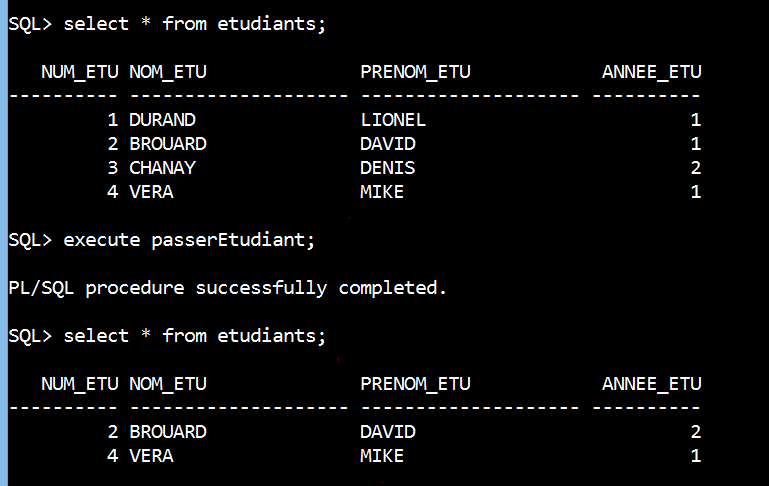 SQL> select * from etudiants;
NUM_ETU NOM_ETU PRENOM_ETU ANNEE_ETU
---------- -------------------- -------------------- ----------
1 DURAND LIONEL 1
2 BROUARD DAVID 1
3 CHANAY DENIS 2
4 VERA MIKE 1
SQL> execute passerEtudiant;
PL/SQL procedure successfully completed.
SQL> select * from etudiants;
NUM_ETU NOM_ETU PRENOM_ETU ANNEE_ETU
---------- -------------------- -------------------- ----------
2 BROUARD DAVID 2
4 VERA MIKE 1